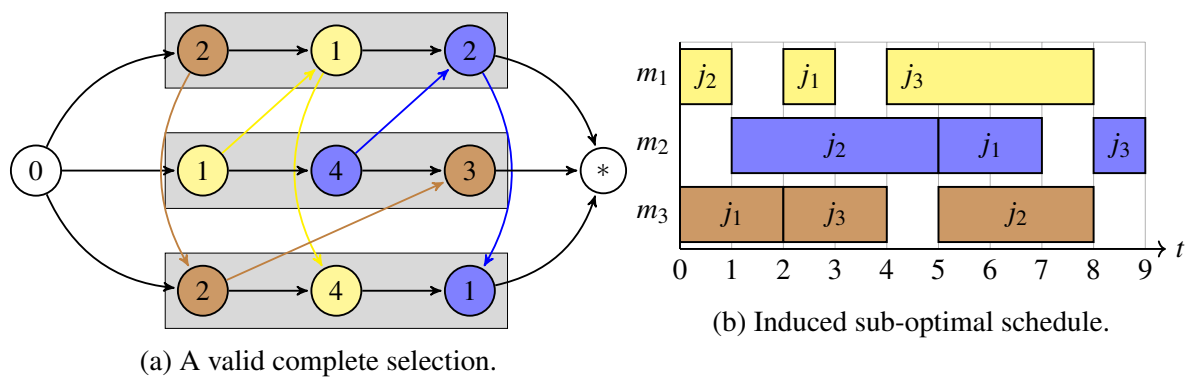 2 1 2
0 1 4 3 *
2 4 1
(a) A valid complete selection.
m₁ j₂ j₁ j₃
m₂ j₂ j₁ j₃
m₃ j₁ j₃ j₂
0 1 2 3 4 5 6 7 8 9 t
(b) Induced sub-optimal schedule.